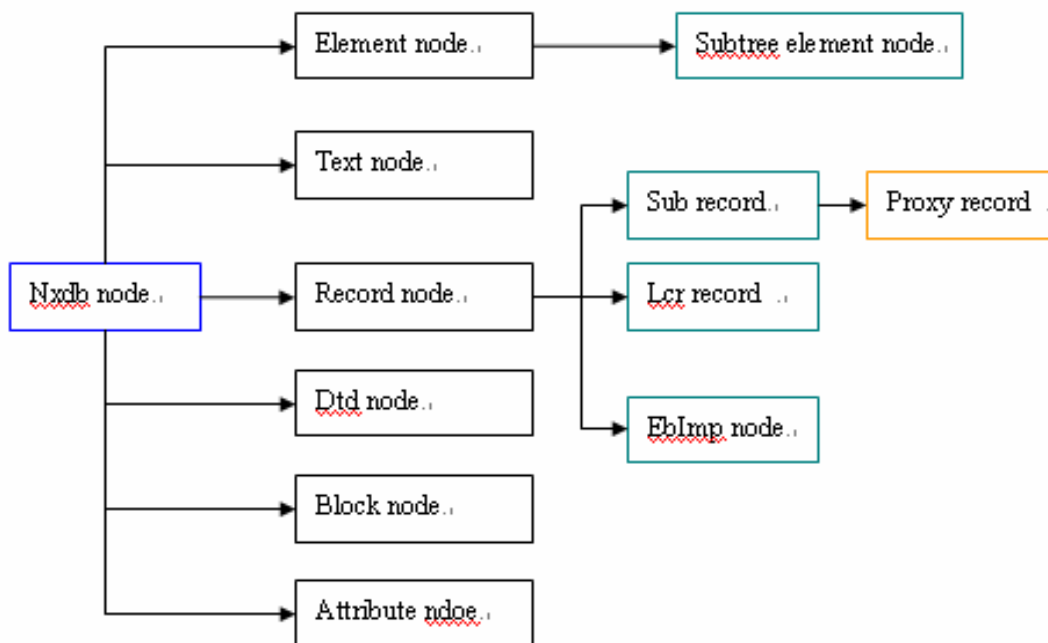 Element node.
Subtree element node.
Text node.
Sub record.
Proxy record
Nxdb node.
Record node.
Lcr record
Dtd node.
EbImp node.
Block node.
Attribute ndoe.